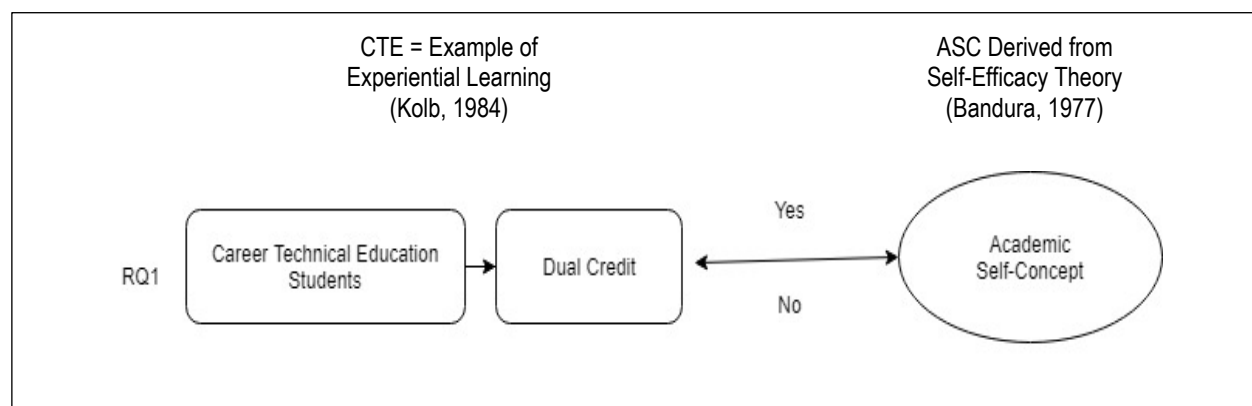 CTE = Example of
Experiential Learning
(Kolb, 1984)
ASC Derived from
Self-Efficacy Theory
(Bandura, 1977)
RQ1
Career Technical Education
Students
Dual Credit
Yes
No
Academic
Self-Concept